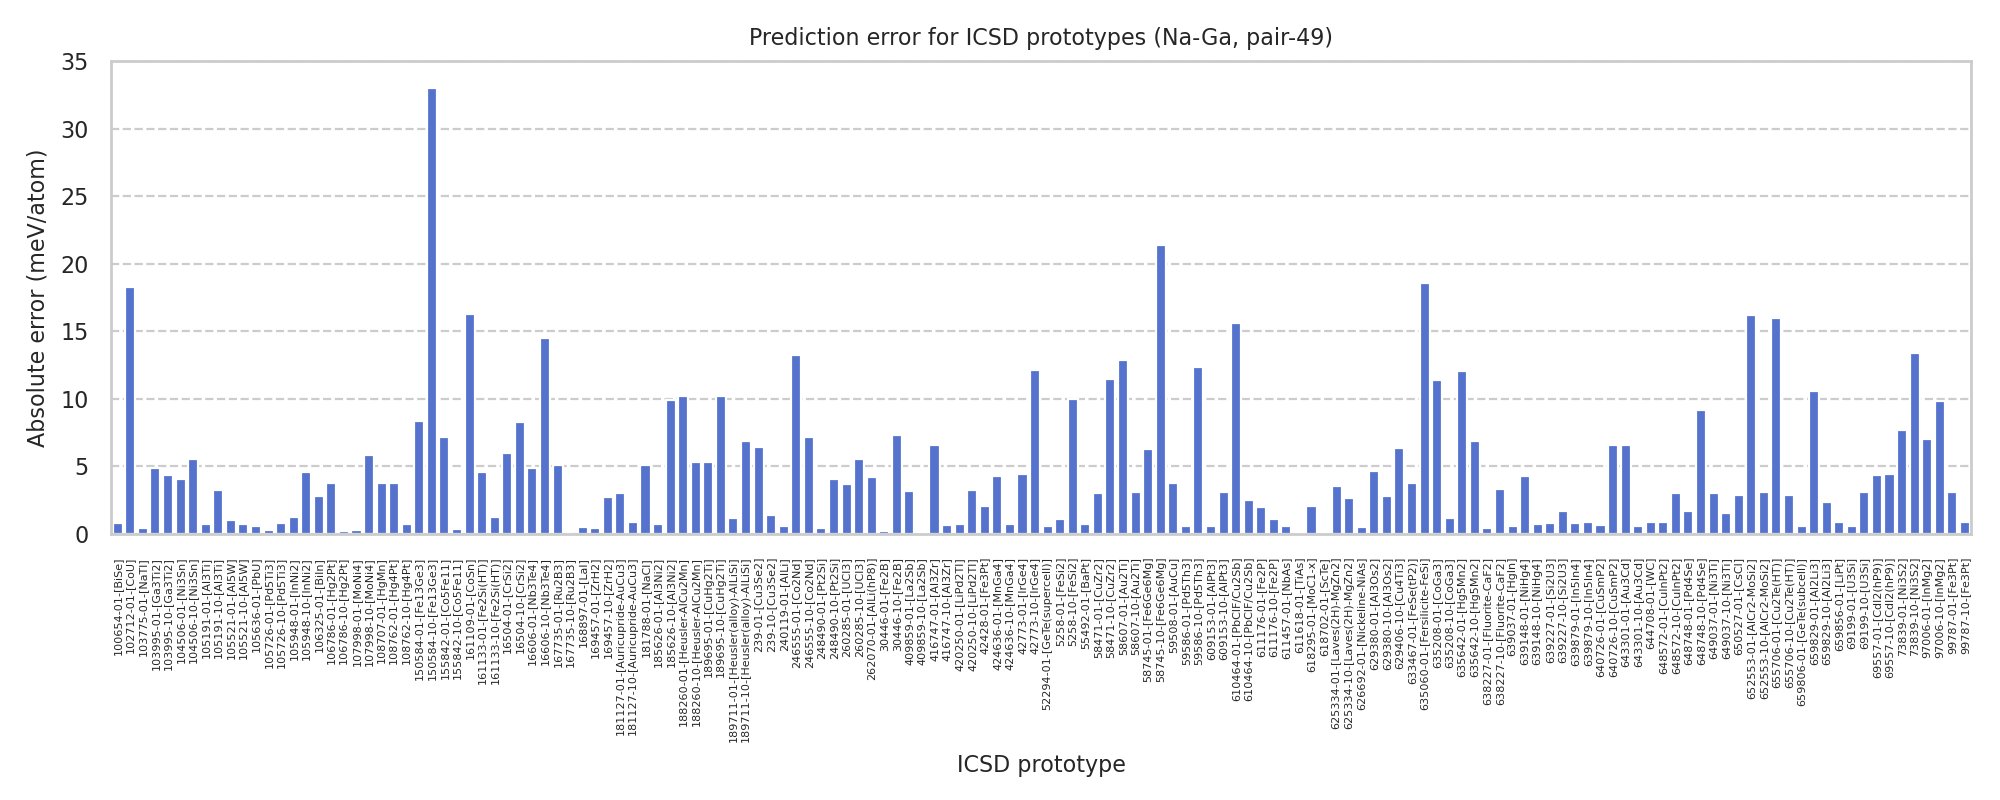 Prediction error for ICSD prototypes (Na-Ga, pair-49)
Absolute error (meV/atom)
35
30
25
20
15
10
5
0
100654-01-[BiSe]
102712-01-[CoU]
103775-01-[NaTl]
103995-01-[Ga3Ti2]
103995-10-[Ga3Ti2]
104506-01-[Ni3Sn]
104506-10-[Ni3Sn]
105191-01-[Al3Ti]
105191-10-[Al3Ti]
105521-01-[Al5W]
105521-10-[Al5W]
105636-01-[PbU]
105726-01-[Pd5Ti3]
105726-10-[Pd5Ti3]
105948-01-[InNi2]
105948-10-[InNi2]
106325-01-[BiIn]
106786-01-[Hg2Pt]
106786-10-[Hg2Pt]
107998-01-[MoNi4]
107998-10-[MoNi4]
108707-01-[HgMn]
108762-01-[Hg4Pt]
108762-10-[Hg4Pt]
150584-01-[Fe13Ge3]
150584-10-[Fe13Ge3]
155842-01-[Co5Fe11]
155842-10-[Co5Fe11]
161109-01-[CoSn]
161133-01-[Fe2Si(HT)]
161133-10-[Fe2Si(HT)]
16504-01-[CrSi2]
16504-10-[CrSi2]
16606-01-[Nb3Te4]
16606-10-[Nb3Te4]
167735-01-[Ru2B3]
167735-10-[Ru2B3]
168897-01-[LaI]
169457-01-[ZrH2]
169457-10-[ZrH2]
181127-01-[Auricupride-AuCu3]
181127-10-[Auricupride-AuCu3]
181788-01-[NaCl]
185626-01-[Al3Ni2]
185626-10-[Al3Ni2]
188260-01-[Heusler-AlCu2Mn]
188260-10-[Heusler-AlCu2Mn]
189695-01-[CuHg2Ti]
189695-10-[CuHg2Ti]
189711-01-[Heusler(alloy)-AlLiSi]
189711-10-[Heusler(alloy)-AlLiSi]
239-01-[Cu3Se2]
239-10-[Cu3Se2]
240119-01-[AlLi]
246555-01-[Co2Nd]
246555-10-[Co2Nd]
248490-01-[Pt2Si]
248490-10-[Pt2Si]
260285-01-[UCl3]
260285-10-[UCl3]
262070-01-[AlLi(hP8)]
30446-01-[Fe2B]
30446-10-[Fe2B]
409859-01-[La2Sb]
409859-10-[La2Sb]
416747-01-[Al3Zr]
416747-10-[Al3Zr]
420250-01-[LiPd2Tl]
420250-10-[LiPd2Tl]
42428-01-[Fe3Pt]
424636-01-[MnGa4]
424636-10-[MnGa4]
42773-01-[IrGe4]
42773-10-[IrGe4]
52294-01-[GeTe(supercell)]
5258-01-[FeSi2]
5258-10-[FeSi2]
55492-01-[BaPt]
58471-01-[CuZr2]
58471-10-[CuZr2]
58607-01-[Au2Ti]
58607-10-[Au2Ti]
58745-01-[Fe6Ge6Mg]
58745-10-[Fe6Ge6Mg]
59508-01-[AuCu]
59586-01-[Pd5Th3]
59586-10-[Pd5Th3]
609153-01-[AlPt3]
609153-10-[AlPt3]
610464-01-[PbClF/Cu2Sb]
610464-10-[PbClF/Cu2Sb]
611176-01-[Fe2P]
611176-10-[Fe2P]
611457-01-[NbAs]
611618-01-[TiAs]
618295-01-[MoC1-x]
618702-01-[ScTe]
625334-01-[Laves(2H)-MgZn2]
625334-10-[Laves(2H)-MgZn2]
626692-01-[Nickeline-NiAs]
629380-01-[Al3Os2]
629380-10-[Al3Os2]
629406-10-[Cu4Ti3]
633467-01-[FeSe(tP2)]
635060-01-[Fersilicite-FeSi]
635208-01-[CoGa3]
635208-10-[CoGa3]
635642-01-[Hg5Mn2]
635642-10-[Hg5Mn2]
638227-01-[Fluorite-CaF2]
638227-10-[Fluorite-CaF2]
639037-01-[HgIn]
639148-01-[NiHg4]
639148-10-[NiHg4]
639227-01-[Si2U3]
639227-10-[Si2U3]
639879-01-[In5In4]
639879-10-[In5In4]
640726-01-[CuSmP2]
640726-10-[CuSmP2]
643301-01-[Au3Cd]
643301-10-[Au3Cd]
644708-01-[WC]
648572-01-[CuInPt2]
648572-10-[CuInPt2]
648748-01-[Pd4Se]
648748-10-[Pd4Se]
649037-01-[Ni3Ti]
649037-10-[Ni3Ti]
650527-01-[CsCl]
652553-01-[AlCr2-MoSi2]
652553-10-[AlCr2-MoSi2]
655706-01-[Cu2Te(HT)]
655706-10-[Cu2Te(HT)]
659806-01-[GeTe(subcell)]
659829-01-[Al2Li3]
659829-10-[Al2Li3]
659856-01-[LiPt]
69199-01-[U3Si]
69199-10-[U3Si]
69557-01-[CdI2(hP9)]
69557-10-[CdI2(hP9)]
73839-01-[Ni3S2]
73839-10-[Ni3S2]
97006-01-[InMg2]
97006-10-[InMg2]
99787-01-[Fe3Pt]
99787-10-[Fe3Pt]
ICSD prototype